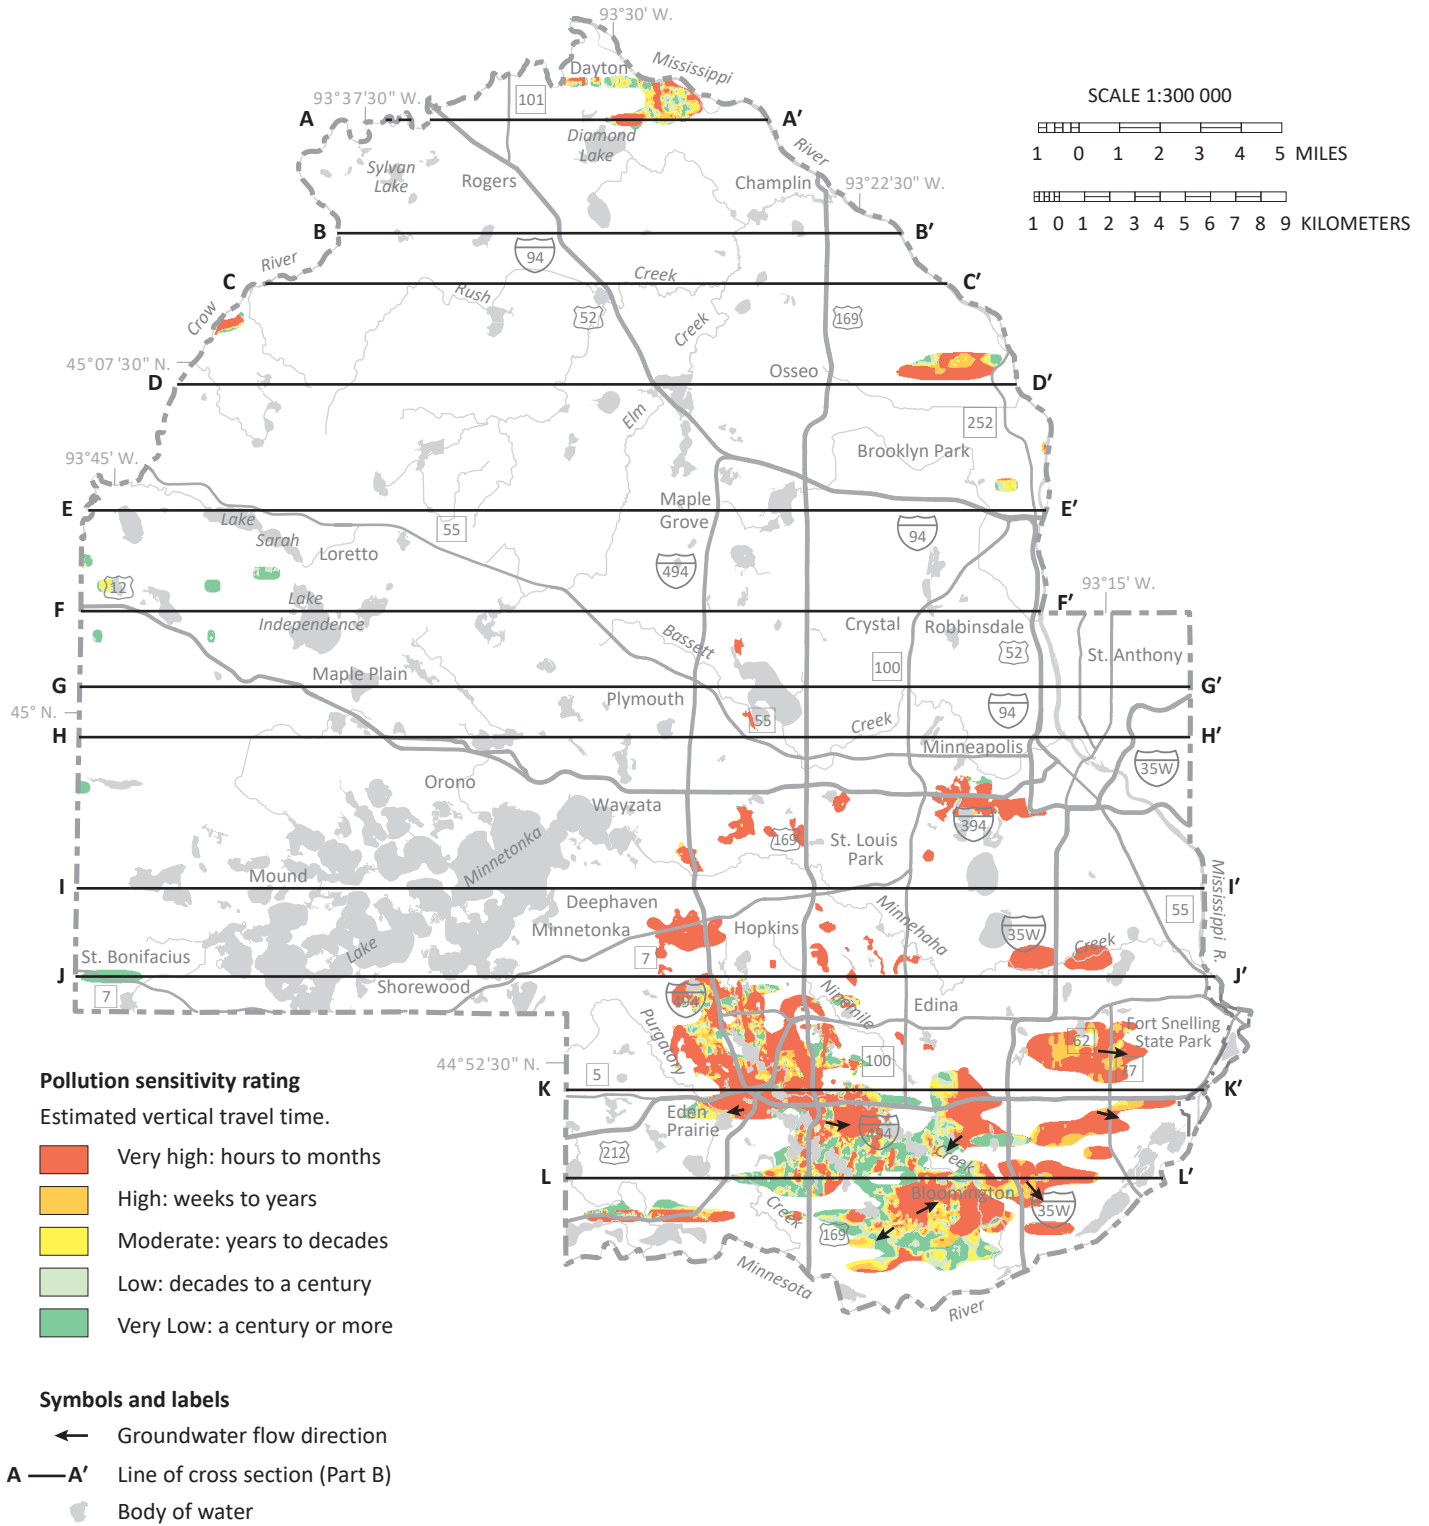 93°30' W.
Mississippi
Dayton
93°37'30" W.
101
A
A'
Diamond
Lake
River
Sylvan
Lake
Rogers
Champlin
93°22'30" W.
SCALE 1:300 000
1 0 1 2 3 4 5 MILES
1 0 1 2 3 4 5 6 7 8 9 KILOMETERS
B
B'
94
River
C
Creek
C'
Rush
Crow
52
Creek
169
45°07'30" N.
D
Osseo
D'
Elm
252
Brooklyn Park
93°45' W.
Maple
Grove
E
E'
Lake
Sarah
55
Loretto
94
494
12
93°15' W.
Lake
Independence
F
F'
Bassett
Crystal
Robbinsdale
52
St. Anthony
100
Maple Plain
G
G'
Plymouth
45° N.
55
Creek
94
H
H'
Minneapolis
35W
Orono
Wayzata
394
169
St. Louis
Park
Minnetonka
Mound
I
I'
Mississippi R.
Deephaven
Minnetonka
Hopkins
Minnehaha
55
35W
Creek
Lake
7
St. Bonifacius
J
J'
7
Shorewood
494
Ninemile
Edina
Purgatory
Fort Snelling
State Park
62
77
44°52'30" N.
5
100
K
K'
Eden
Prairie
494
212
Creek
L
L'
Bloomington
35W
Creek
169
Minnesota
River
Pollution sensitivity rating
Estimated vertical travel time.
Very high: hours to months
High: weeks to years
Moderate: years to decades
Low: decades to a century
Very Low: a century or more
Symbols and labels
Groundwater flow direction
A A' Line of cross section (Part B)
Body of water